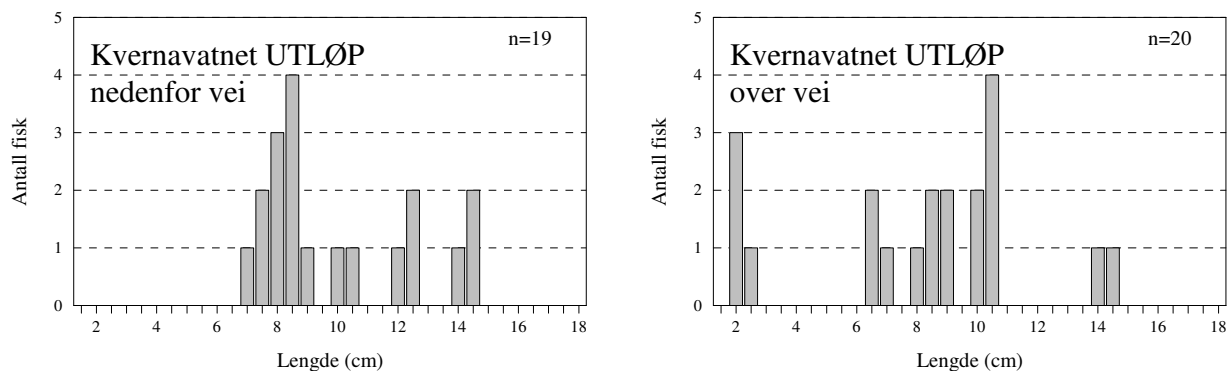 Kvernavatnet UTLØP
nedenfor vei
n=19
Antall fisk
5
4
3
2
1
0
2 4 6 8 10 12 14 16 18
Lengde (cm)
Kvernavatnet UTLØP
over vei
n=20
Antall fisk
5
4
3
2
1
0
2 4 6 8 10 12 14 16 18
Lengde (cm)